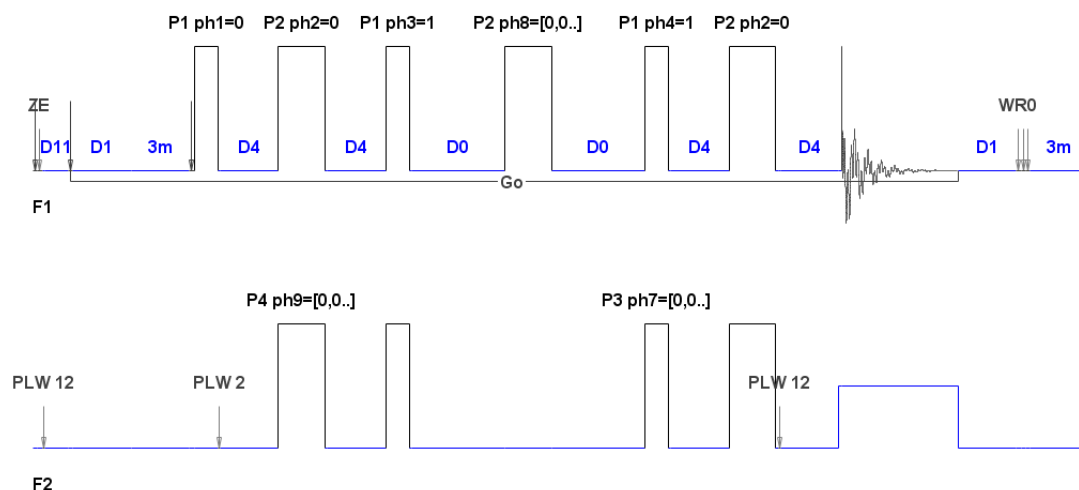 P1 ph1=0 P2 ph2=0 P1 ph3=1 P2 ph8=[0,0..] P1 ph4=1 P2 ph2=0
ZE WR0
D11 D1 3m D4 D4 D0 D0 D4 D4 D1 3m
Go
F1
P4 ph9=[0,0..] P3 ph7=[0,0..]
PLW 12 PLW 2 PLW 12
F2